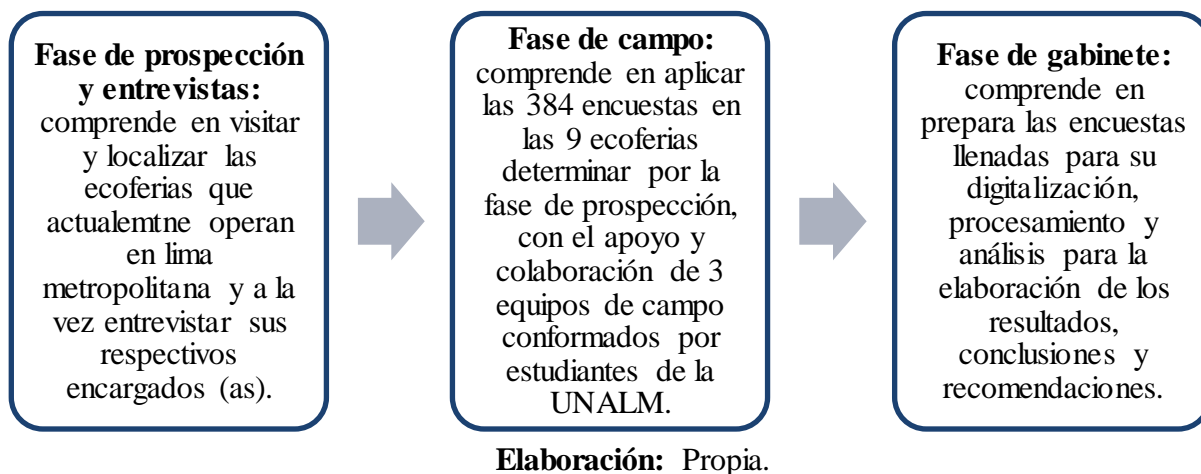 Fase de prospección
y entrevistas:
comprende en visitar
y localizar las
ecoferias que
actualemtne operan
en lima
metropolitana y a la
vez entrevistar sus
respectivos
encargados (as).
Fase de campo:
comprende en aplicar
las 384 encuestas en
las 9 ecoferias
determinar por la
fase de prospección,
con el apoyo y
colaboración de 3
equipos de campo
conformados por
estudiantes de la
UNALM.
Fase de gabinete:
comprende en
prepara las encuestas
llenadas para su
digitalización,
procesamiento y
análisis para la
elaboración de los
resultados,
conclusiones y
recomendaciones.
Elaboración: Propia.